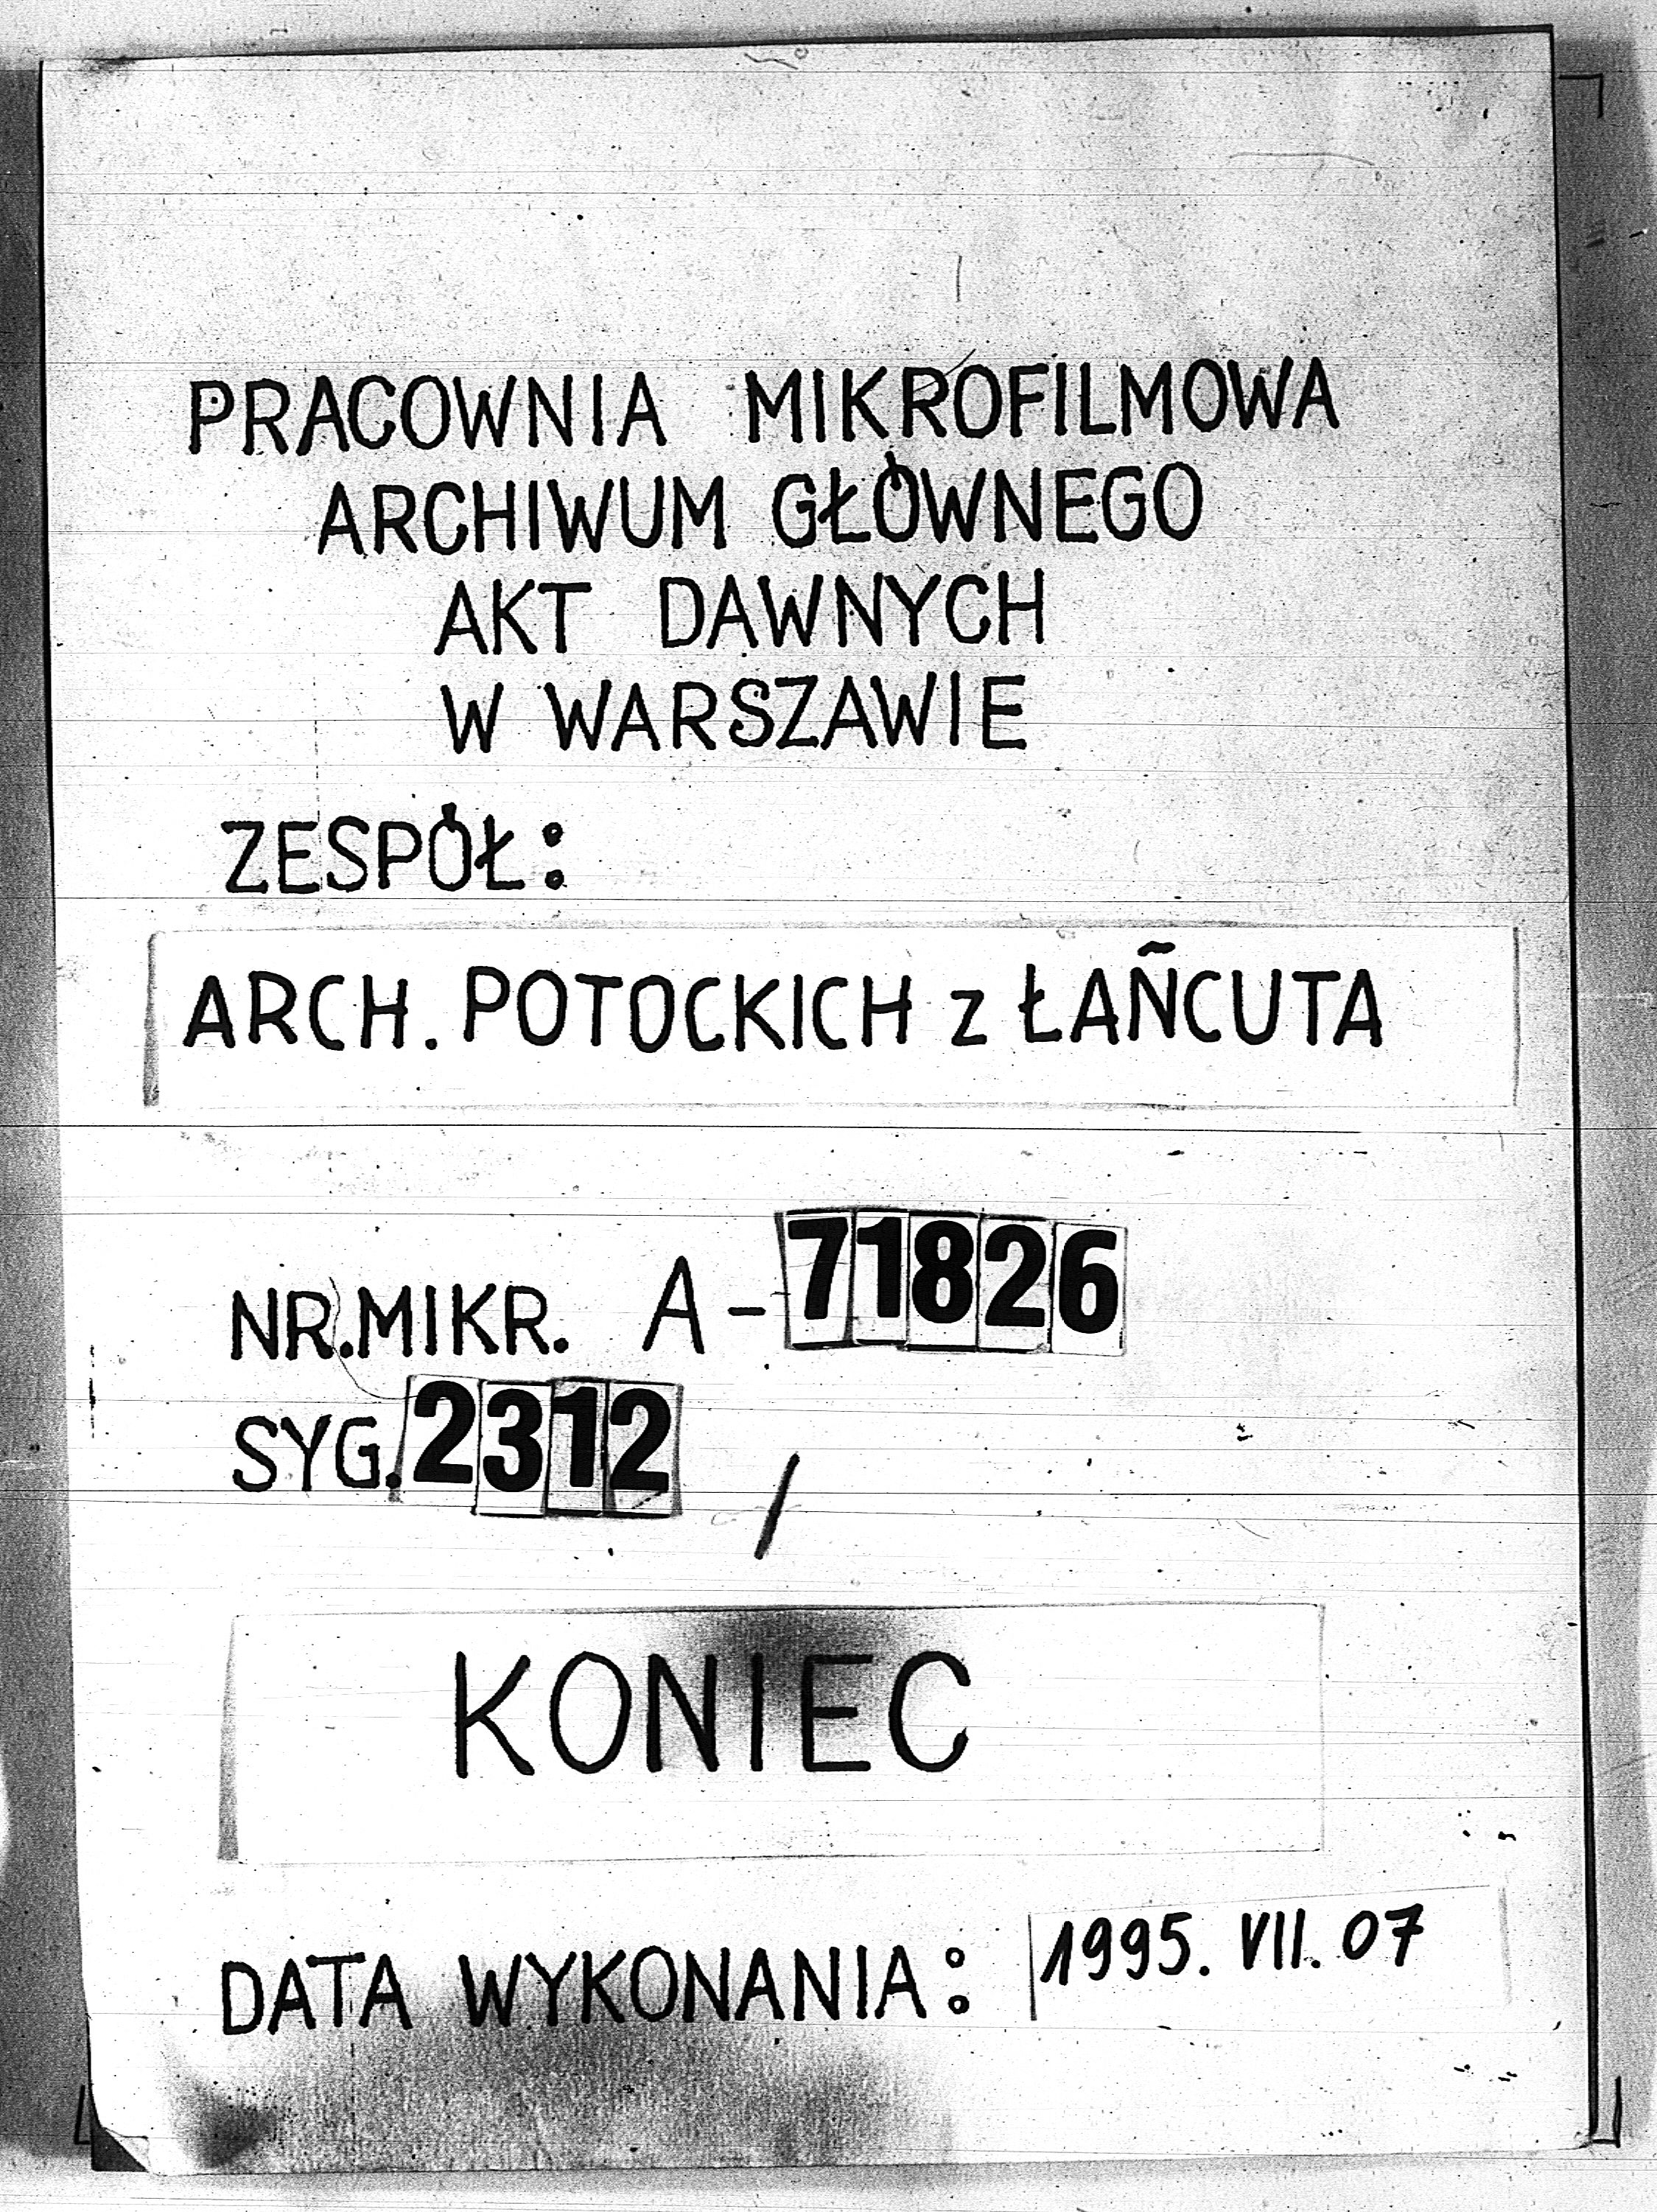 PRACOWNIA MIKROFILMOWA
ARCHIWUM GŁÓWNEGO
AKT DAWNYCH
W WARSZAWIE
ZESPÓŁ:
ARCH. POTOCKICH z ŁAŃCUTA
NR.MIKR. A-71826
SYG. 2312 /
KONIEC
DATA WYKONANIA: 1995. VII. 07